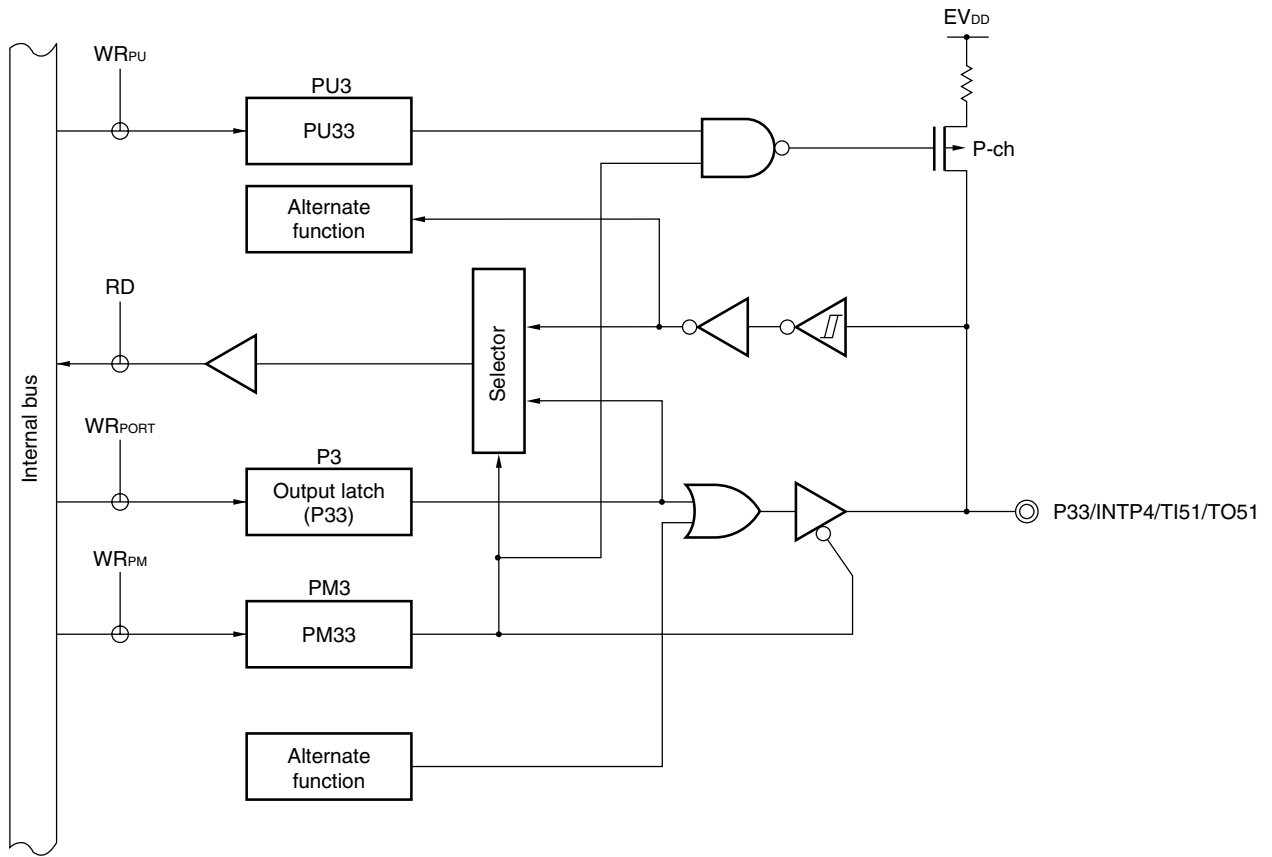 EVDD
WRPU
PU3
PU33
P-ch
Alternate
function
RD
Selector
Internal bus
WRPORT
P3
Output latch
(P33)
P33/INTP4/TI51/TO51
WRPM
PM3
PM33
Alternate
function